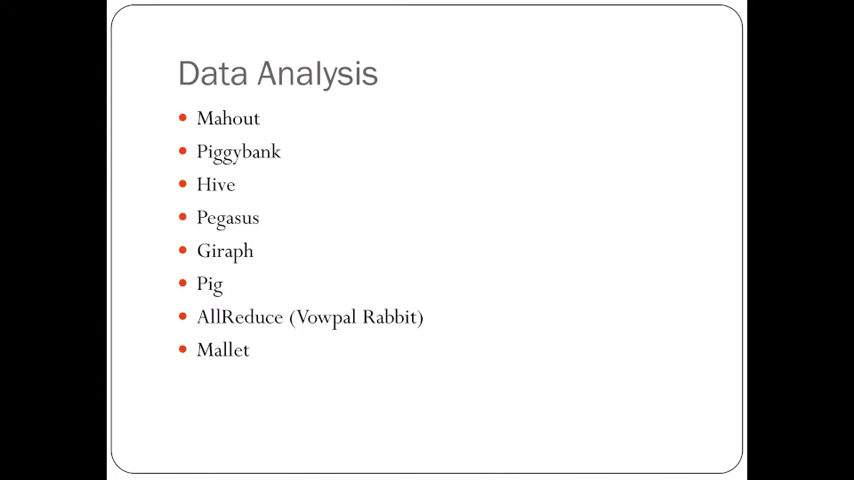 Data Analysis
Mahout
Piggybank
Hive
Pegasus
Giraph
Pig
AllReduce (Vowpal Rabbit)
Mallet